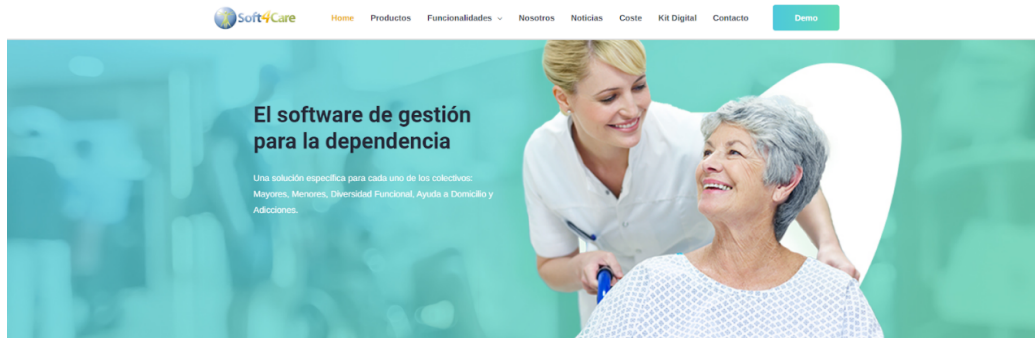 Soft4Care
Home Productos Funcionalidades Nosotros Noticias Coste Kit Digital Contacto Demo
El software de gestión
para la dependencia
Una solución específica para cada uno de los colectivos:
Mayores, Menores, Diversidad Funcional, Ayuda a Domicilio y
Adicciones.